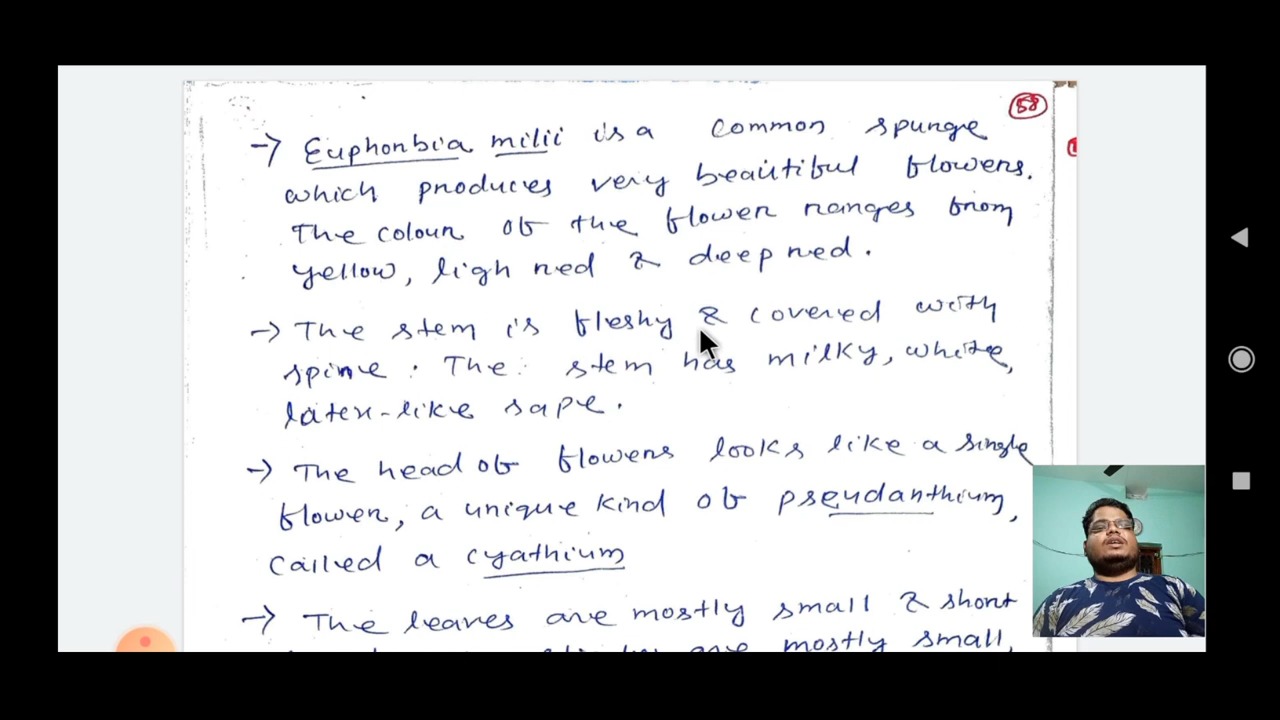 58
→ Euphorbia milii is a common spunge
which produces very beautibul flowers.
The colour of the flower ranges from
yellow, ligh red & deep red.
→ The stem is fleshy & covered with
spine. The stem has milky, white,
latex-like sape.
→ The head of flowers looks like a single
flower, a unique kind of pseudanthium,
called a cyathium
→ The leaves are mostly small & short
are mostly small,